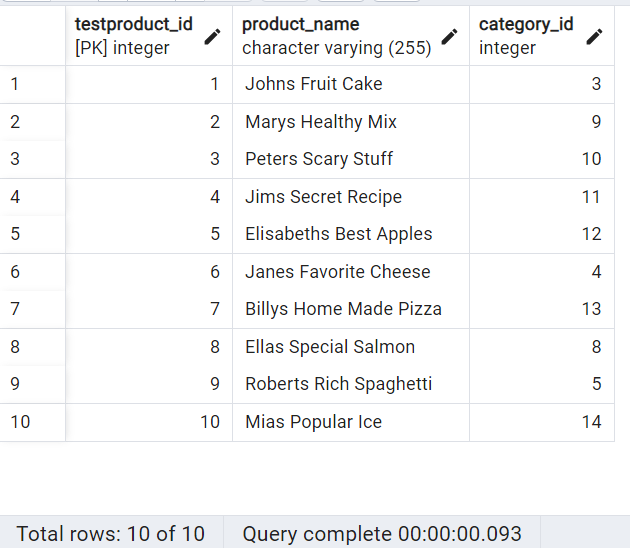 testproduct_id product_name category_id
[PK] integer character varying (255) integer
1 1 Johns Fruit Cake 3
2 2 Marys Healthy Mix 9
3 3 Peters Scary Stuff 10
4 4 Jims Secret Recipe 11
5 5 Elisabeths Best Apples 12
6 6 Janes Favorite Cheese 4
7 7 Billys Home Made Pizza 13
8 8 Ellas Special Salmon 8
9 9 Roberts Rich Spaghetti 5
10 10 Mias Popular Ice 14
Total rows: 10 of 10 Query complete 00:00:00.093